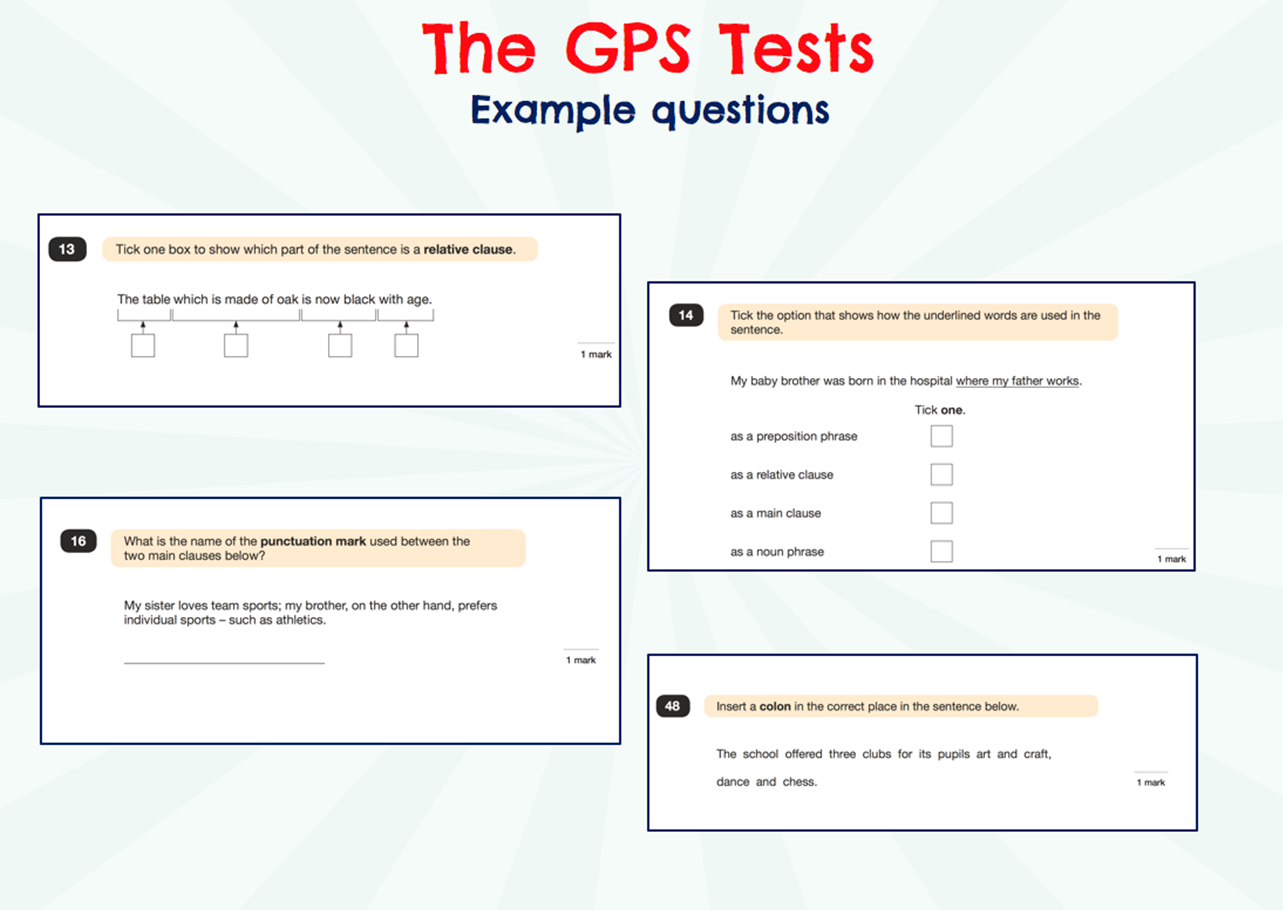 The GPS Tests
Example questions
13
Tick one box to show which part of the sentence is a relative clause.
The table which is made of oak is now black with age.
1 mark
14
Tick the option that shows how the underlined words are used in the
sentence.
My baby brother was born in the hospital where my father works.
Tick one.
as a preposition phrase
as a relative clause
as a main clause
as a noun phrase
1 mark
16
What is the name of the punctuation mark used between the
two main clauses below?
My sister loves team sports; my brother, on the other hand, prefers
individual sports – such as athletics.
1 mark
48
Insert a colon in the correct place in the sentence below.
The school offered three clubs for its pupils art and craft,
dance and chess.
1 mark